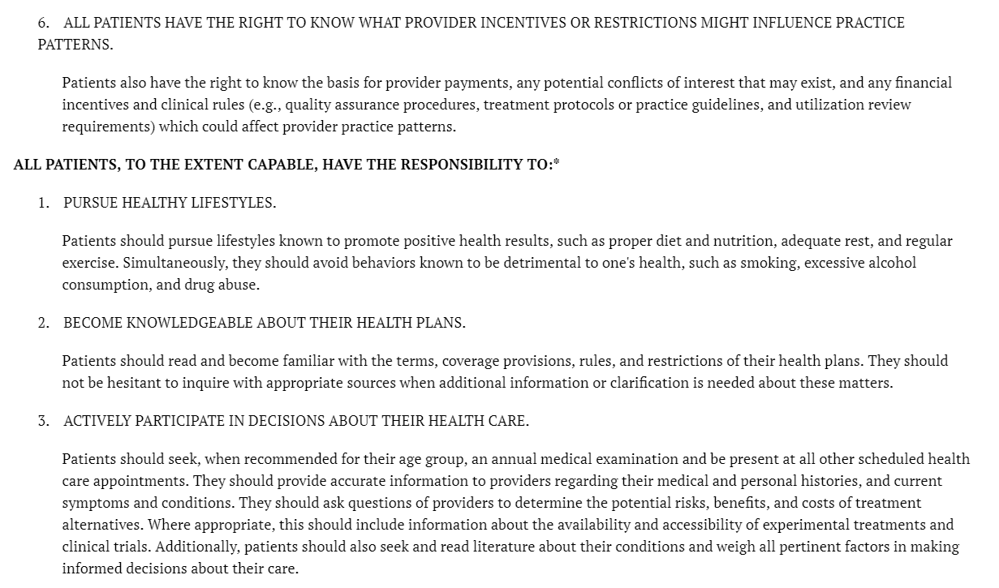 6. ALL PATIENTS HAVE THE RIGHT TO KNOW WHAT PROVIDER INCENTIVES OR RESTRICTIONS MIGHT INFLUENCE PRACTICE
PATTERNS.
Patients also have the right to know the basis for provider payments, any potential conflicts of interest that may exist, and any financial
incentives and clinical rules (e.g., quality assurance procedures, treatment protocols or practice guidelines, and utilization review
requirements) which could affect provider practice patterns.
ALL PATIENTS, TO THE EXTENT CAPABLE, HAVE THE RESPONSIBILITY TO:*
1. PURSUE HEALTHY LIFESTYLES.
Patients should pursue lifestyles known to promote positive health results, such as proper diet and nutrition, adequate rest, and regular
exercise. Simultaneously, they should avoid behaviors known to be detrimental to one's health, such as smoking, excessive alcohol
consumption, and drug abuse.
2. BECOME KNOWLEDGEABLE ABOUT THEIR HEALTH PLANS.
Patients should read and become familiar with the terms, coverage provisions, rules, and restrictions of their health plans. They should
not be hesitant to inquire with appropriate sources when additional information or clarification is needed about these matters.
3. ACTIVELY PARTICIPATE IN DECISIONS ABOUT THEIR HEALTH CARE.
Patients should seek, when recommended for their age group, an annual medical examination and be present at all other scheduled health
care appointments. They should provide accurate information to providers regarding their medical and personal histories, and current
symptoms and conditions. They should ask questions of providers to determine the potential risks, benefits, and costs of treatment
alternatives. Where appropriate, this should include information about the availability and accessibility of experimental treatments and
clinical trials. Additionally, patients should also seek and read literature about their conditions and weigh all pertinent factors in making
informed decisions about their care.